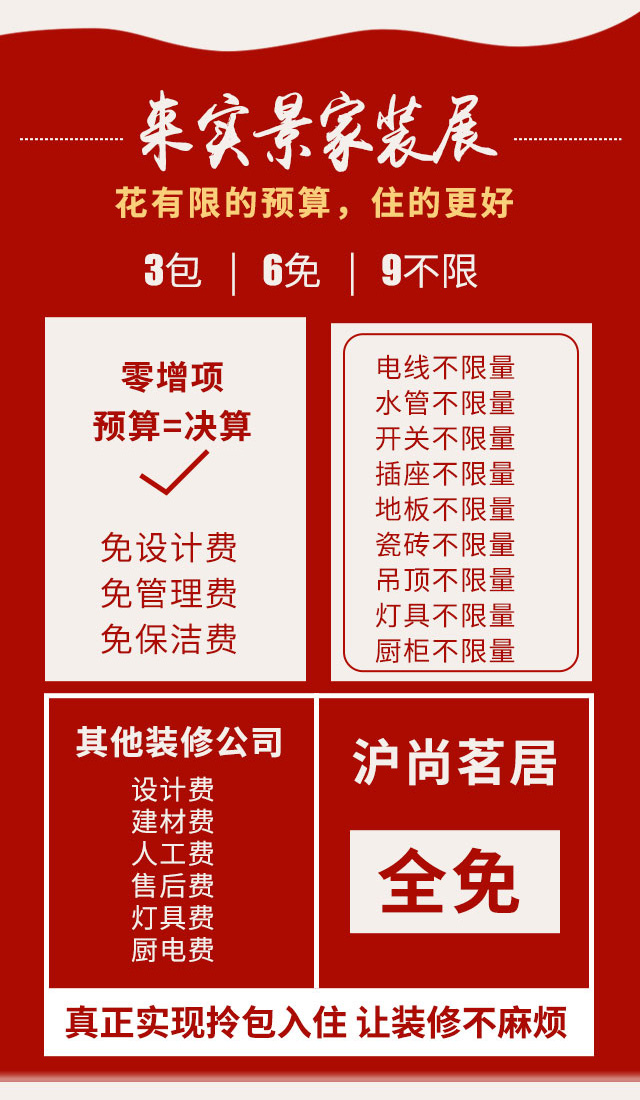 来实景家装展
花有限的预算，住的更好
3包 | 6免 | 9不限
零增项
预算=决算
免设计费
免管理费
免保洁费
电线不限量
水管不限量
开关不限量
插座不限量
地板不限量
瓷砖不限量
吊顶不限量
灯具不限量
厨柜不限量
其他装修公司
设计费
建材费
人工费
售后费
灯具费
厨电费
沪尚茗居
全免
真正实现拎包入住 让装修不麻烦